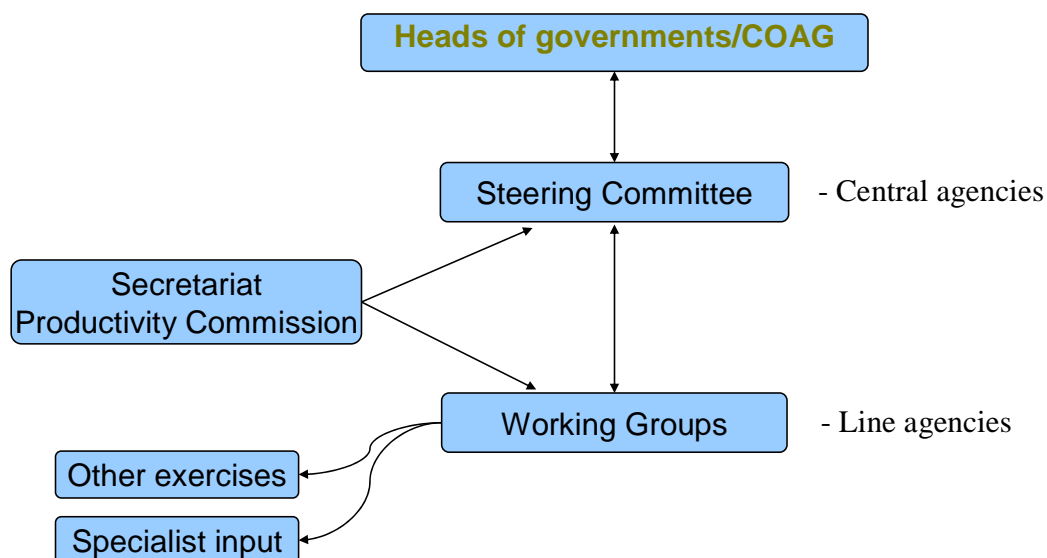 Heads of governments/COAG
Steering Committee
- Central agencies
Secretariat
Productivity Commission
Working Groups
- Line agencies
Other exercises
Specialist input